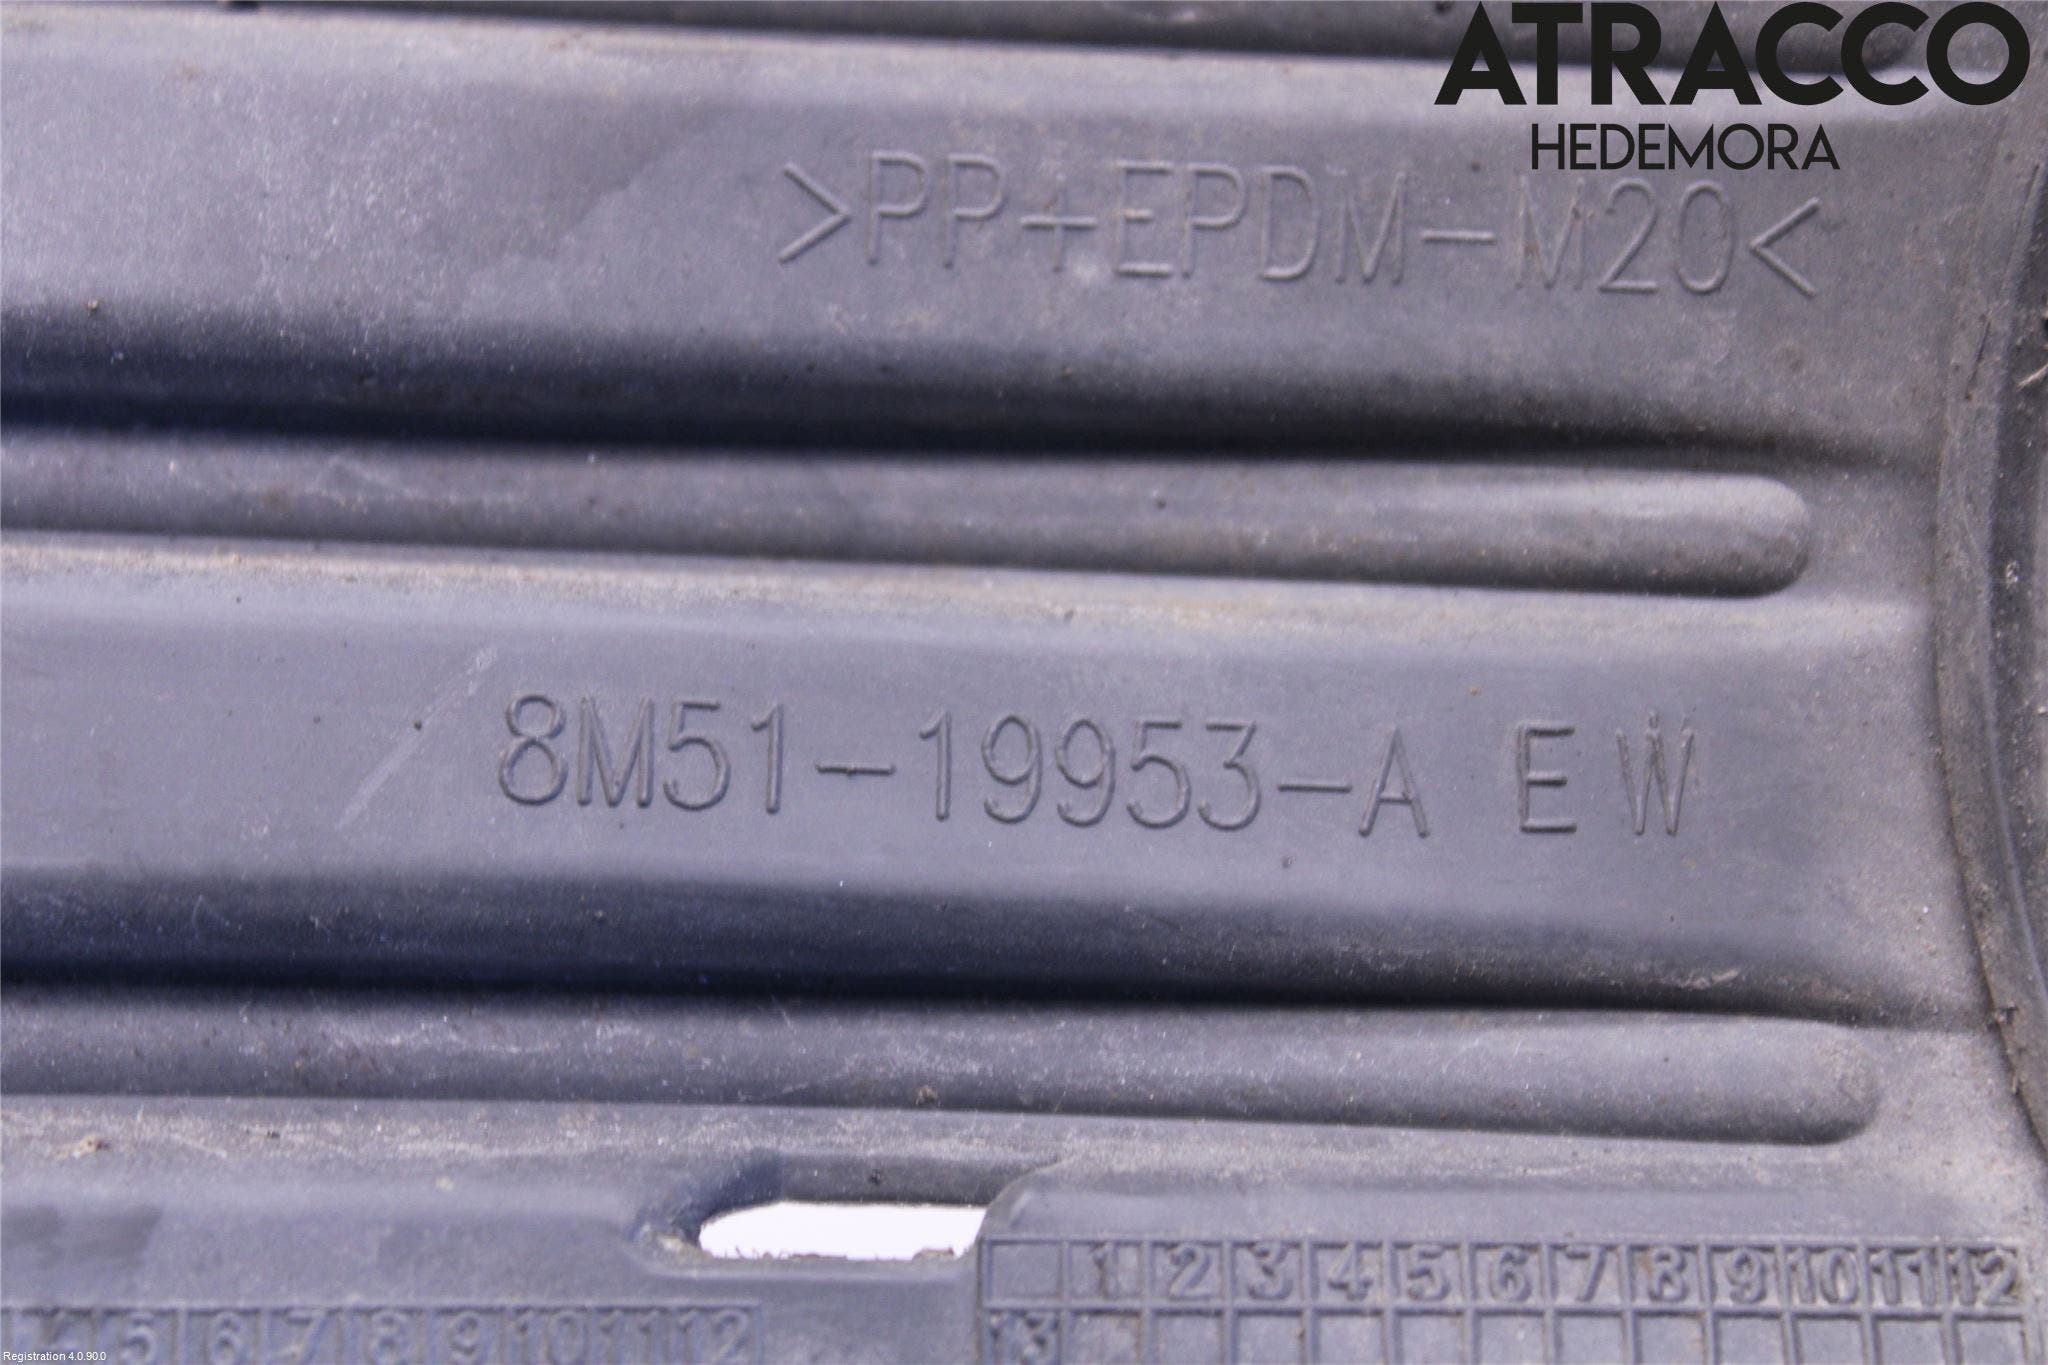 ATRACCO
HEDEMORA
>PP+EPDM-M20<
8M51-19953-A E W
1 2 3 4 5 6 7 8 9 10 11 12
13
5 6 7 8 9 10 11 12
Registration 4.0.90.0